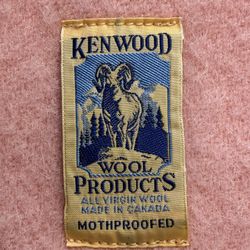 KENWOOD
WOOL
PRODUCTS
ALL VIRGIN WOOL
MADE IN CANADA
MOTHPROOFED